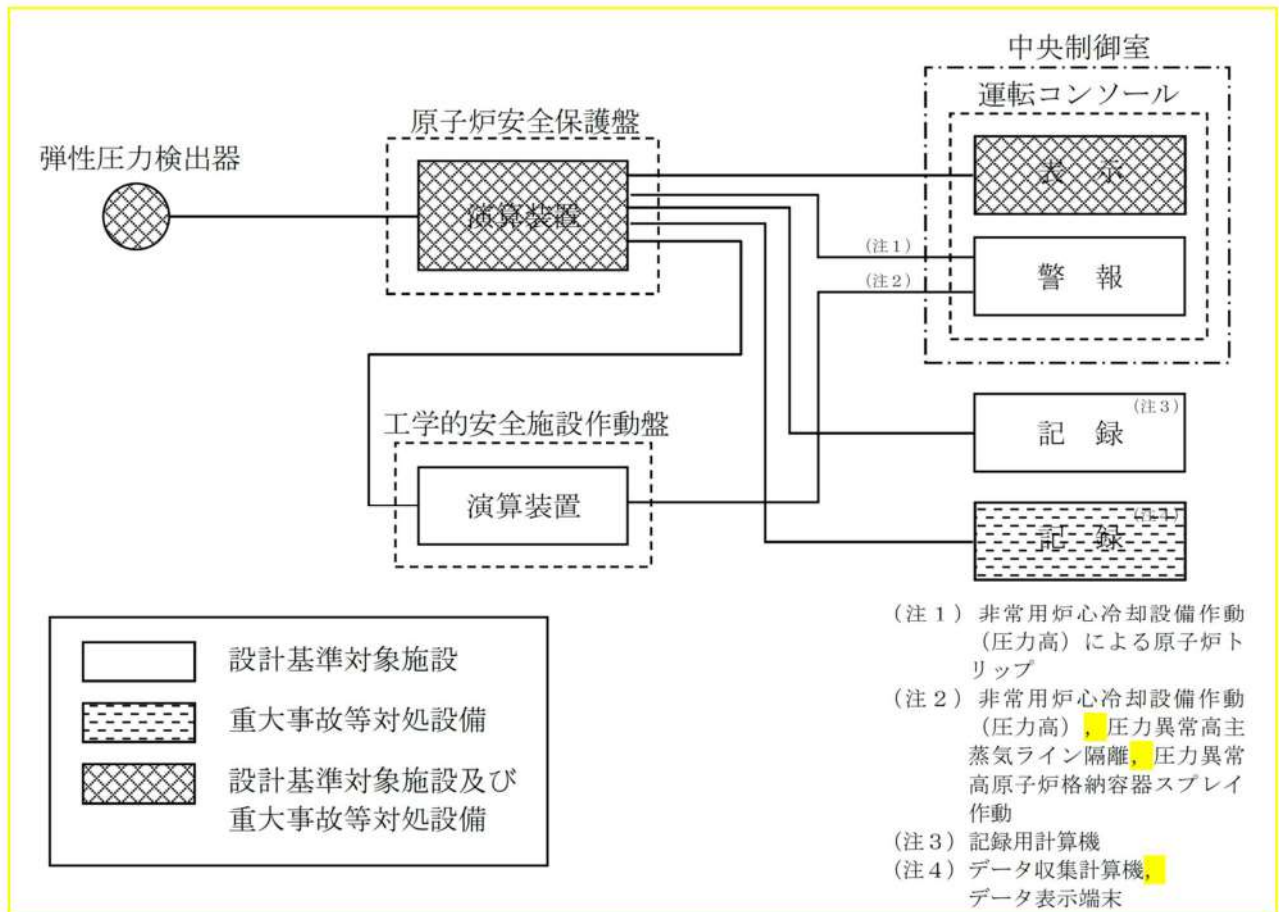 中央制御室
運転コンソール
原子炉安全保護盤
弾性圧力検出器
演算装置
表 示
(注1)
警 報
(注2)
工学的安全施設作動盤
演算装置
(注3)
記 録
(注4)
記 録
設計基準対象施設
重大事故等対処設備
設計基準対象施設及び
重大事故等対処設備
(注1)非常用炉心冷却設備作動
(圧力高)による原子炉ト
リップ
(注2)非常用炉心冷却設備作動
(圧力高),圧力異常高主
蒸気ライン隔離,圧力異常
高原子炉格納容器スプレイ
作動
(注3)記録用計算機
(注4)データ収集計算機,
データ表示端末